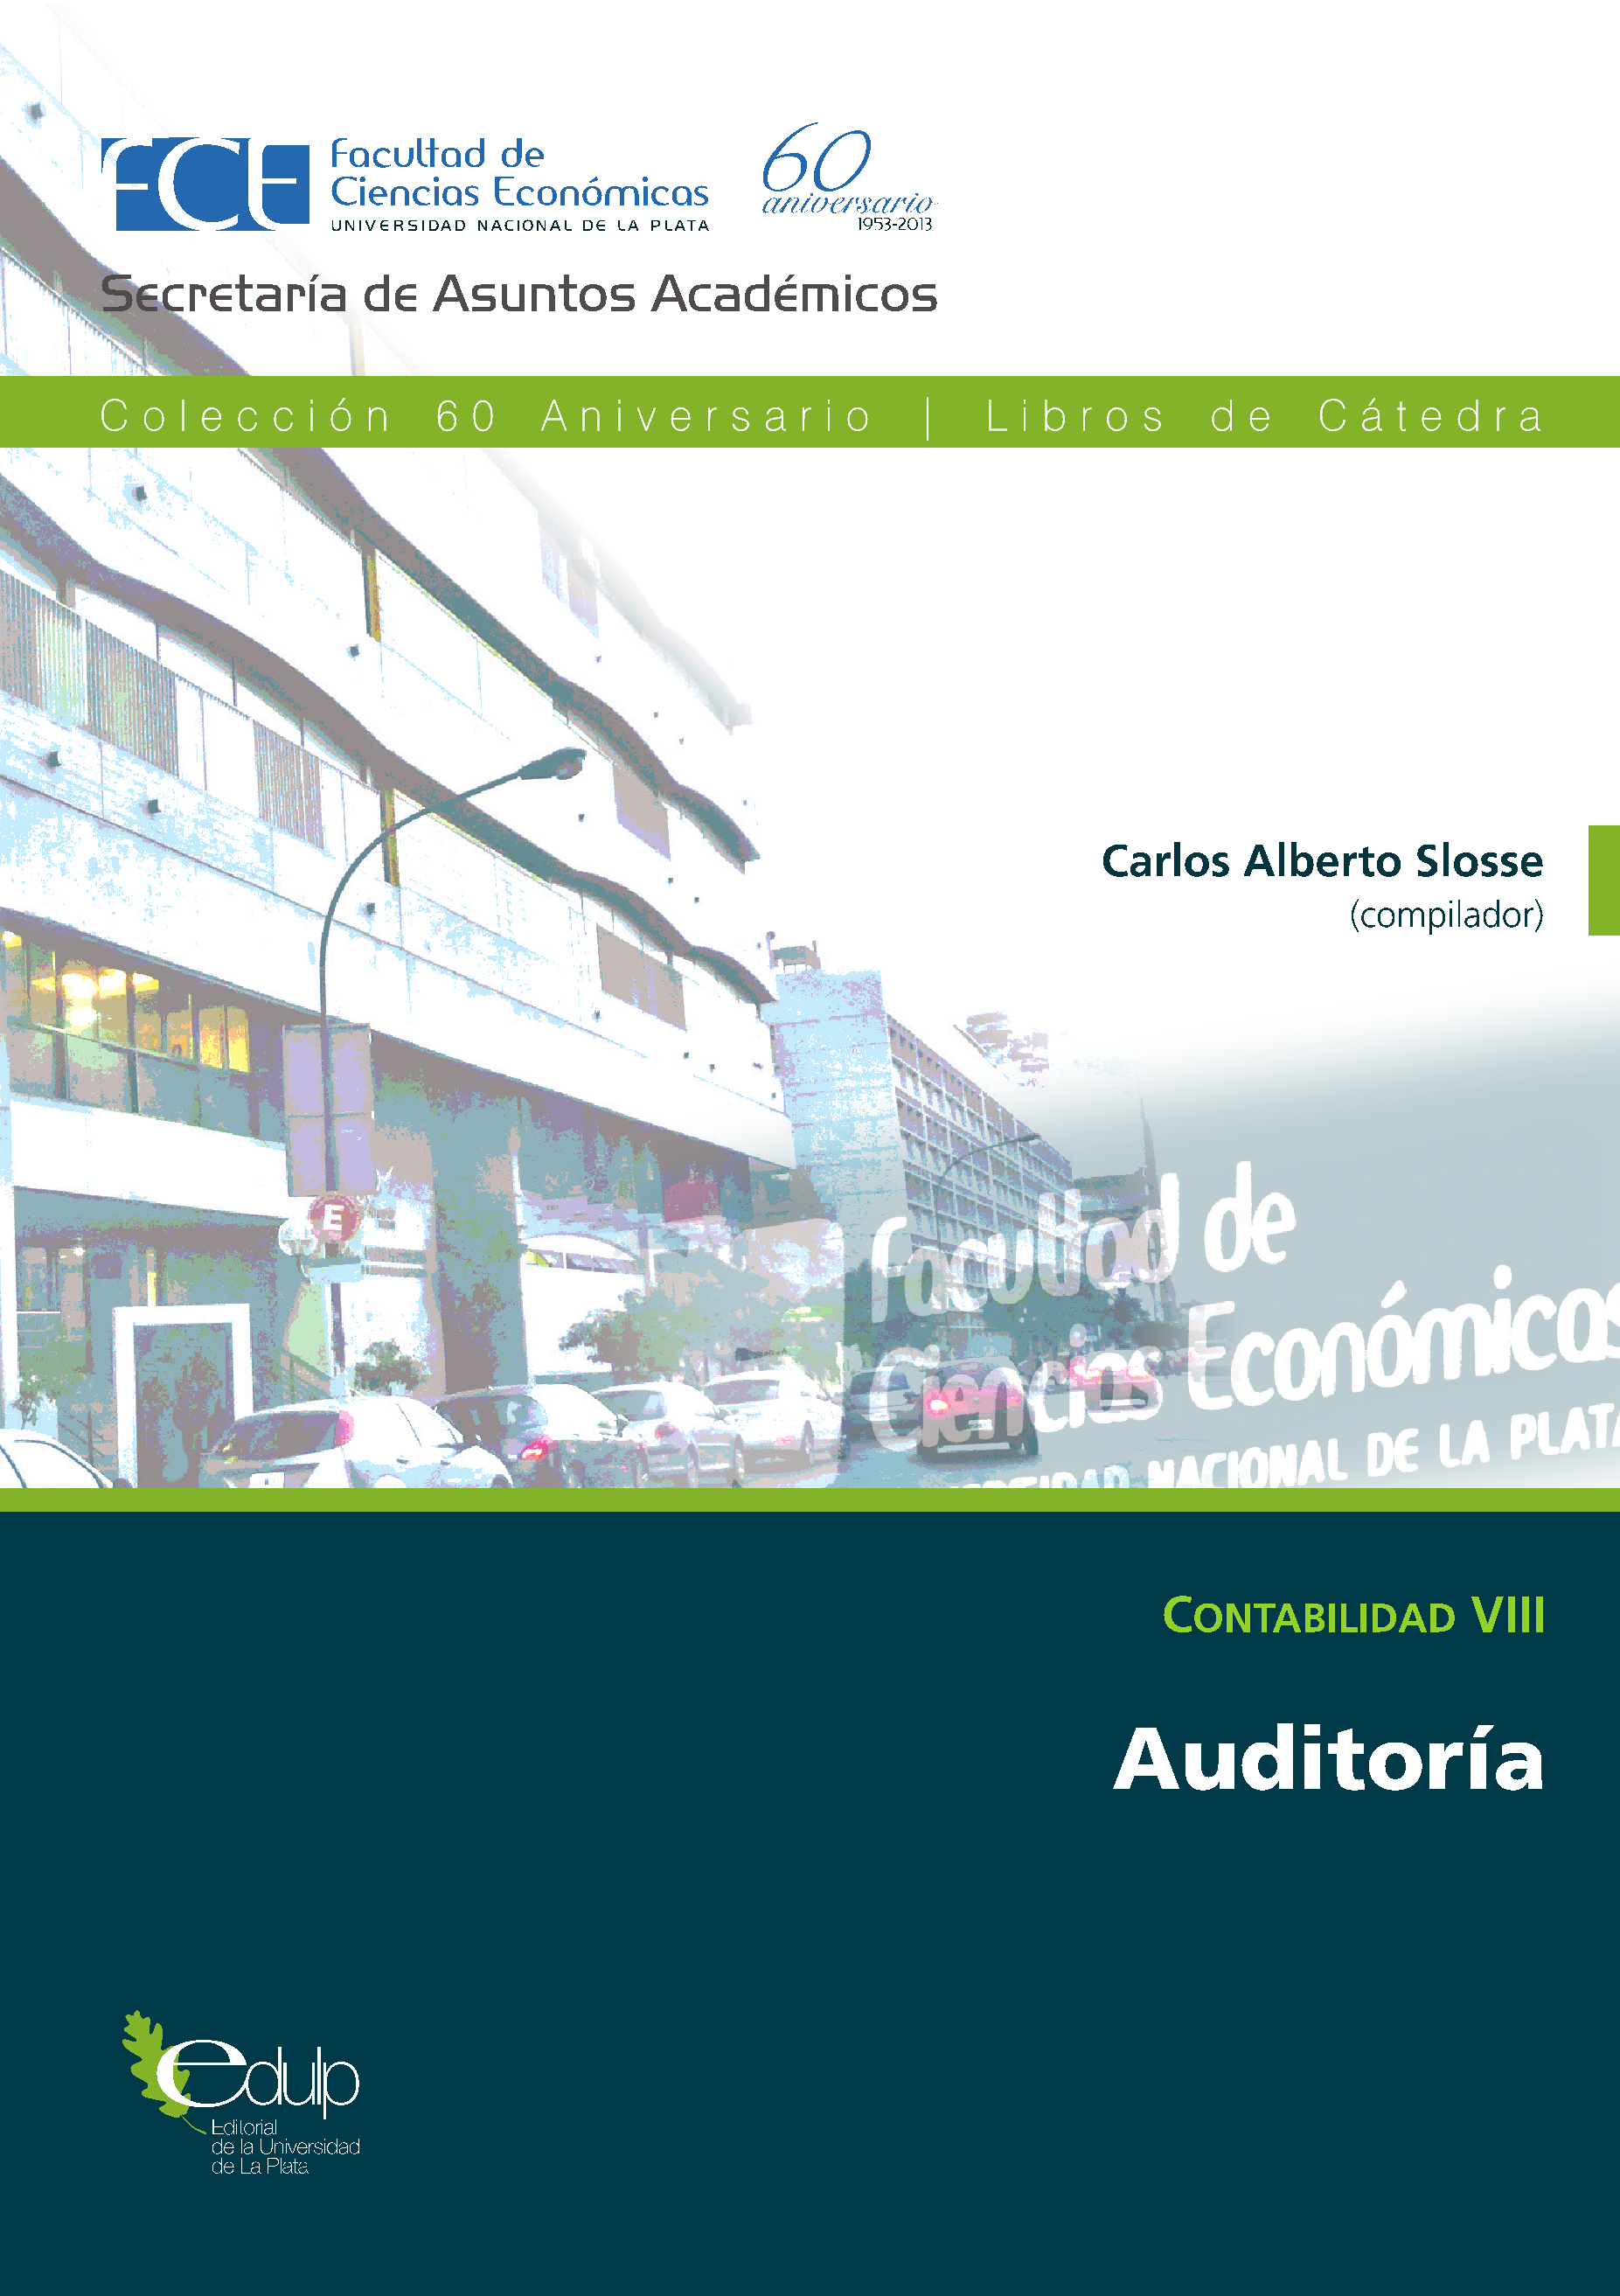 FCE
Facultad de
Ciencias Económicas
UNIVERSIDAD NACIONAL DE LA PLATA
60
aniversario
1953-2013
Secretaría de Asuntos Académicos
Colección 60 Aniversario | Libros de Cátedra
Carlos Alberto Slosse
(compilador)
E
Facultad de
Ciencias Económicas
NACIONAL DE LA PLATA
CONTABILIDAD VIII
Auditoría
edulp
Editorial
de la Universidad
de La Plata